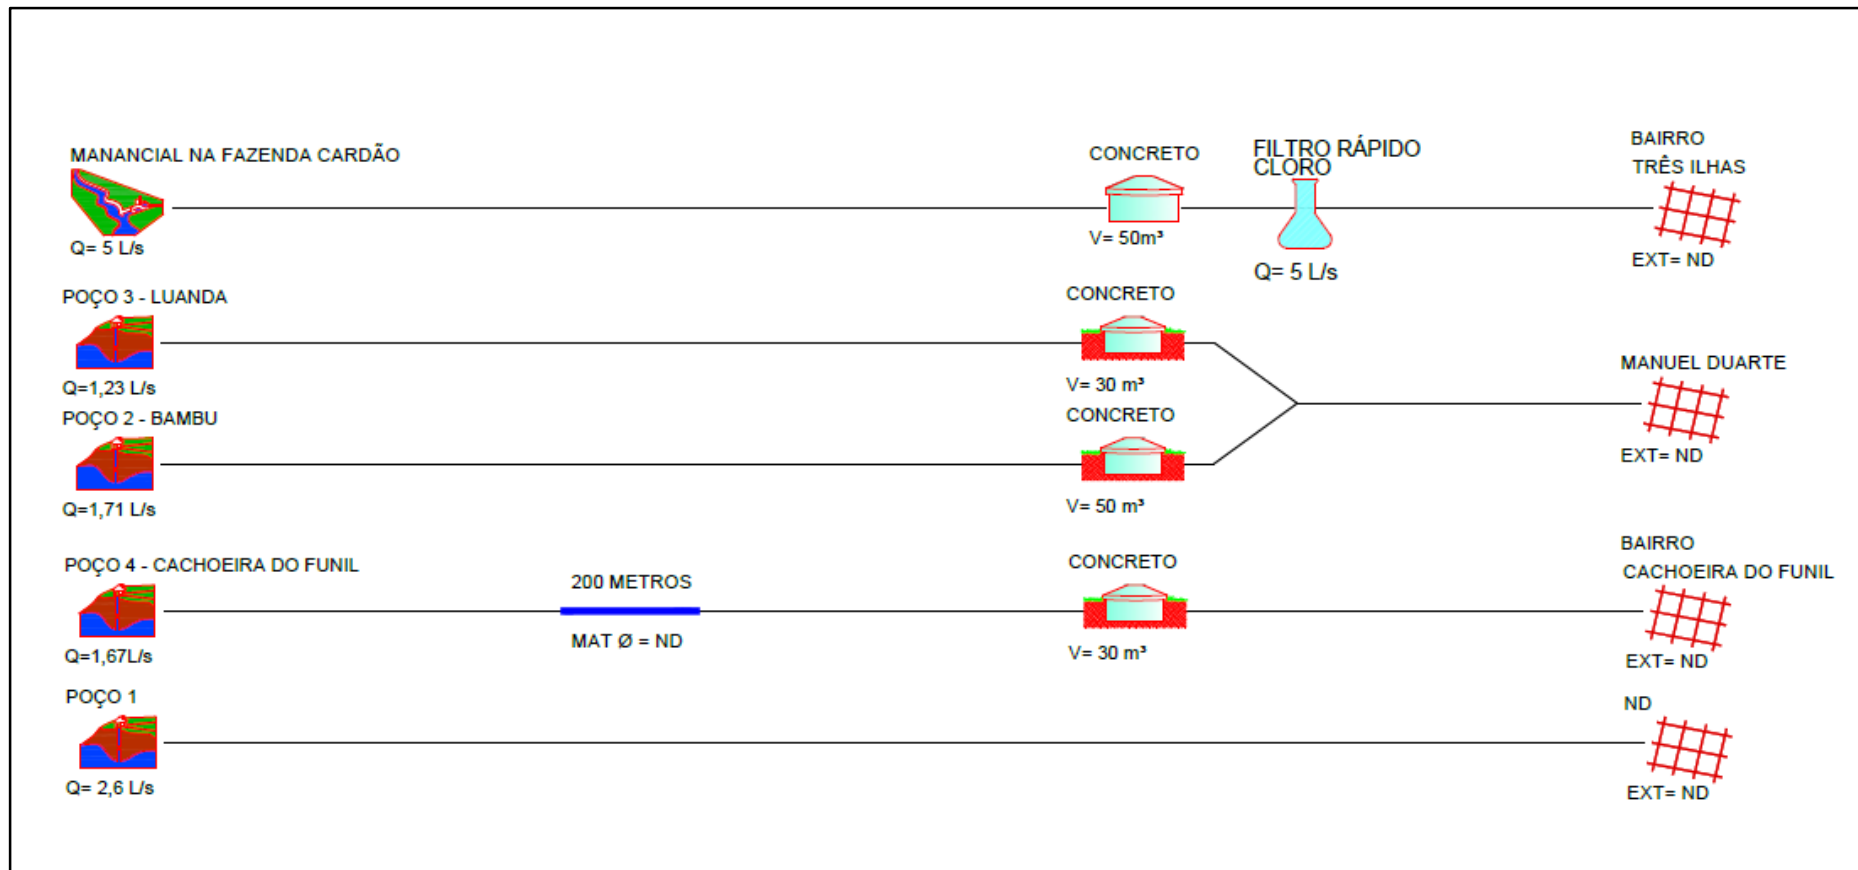 MANANCIAL NA FAZENDA CARDÃO
Q= 5 L/s
CONCRETO
V= 50m³
FILTRO RÁPIDO
CLORO
Q= 5 L/s
BAIRRO
TRÊS ILHAS
EXT= ND
POÇO 3 - LUANDA
Q=1,23 L/s
CONCRETO
V= 30 m³
POÇO 2 - BAMBU
Q=1,71 L/s
CONCRETO
V= 50 m³
MANUEL DUARTE
EXT= ND
POÇO 4 - CACHOEIRA DO FUNIL
Q=1,67L/s
200 METROS
MAT Ø = ND
CONCRETO
V= 30 m³
BAIRRO
CACHOEIRA DO FUNIL
EXT= ND
POÇO 1
Q= 2,6 L/s
ND
EXT= ND